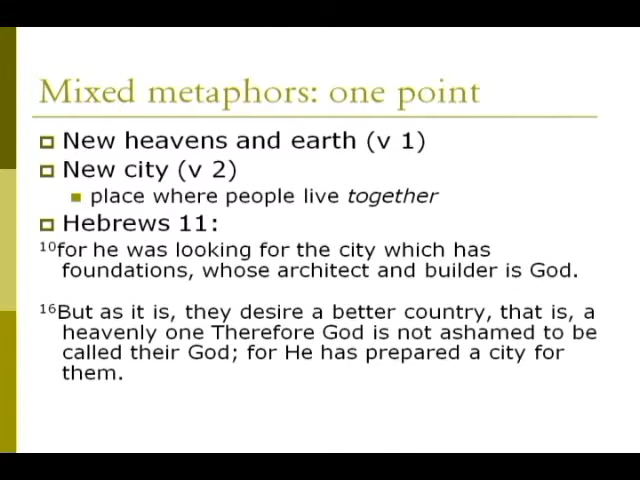 Mixed metaphors: one point
New heavens and earth (v 1)
New city (v 2)
place where people live together
Hebrews 11:
10for he was looking for the city which has
foundations, whose architect and builder is God.
16But as it is, they desire a better country, that is, a
heavenly one Therefore God is not ashamed to be
called their God; for He has prepared a city for
them.